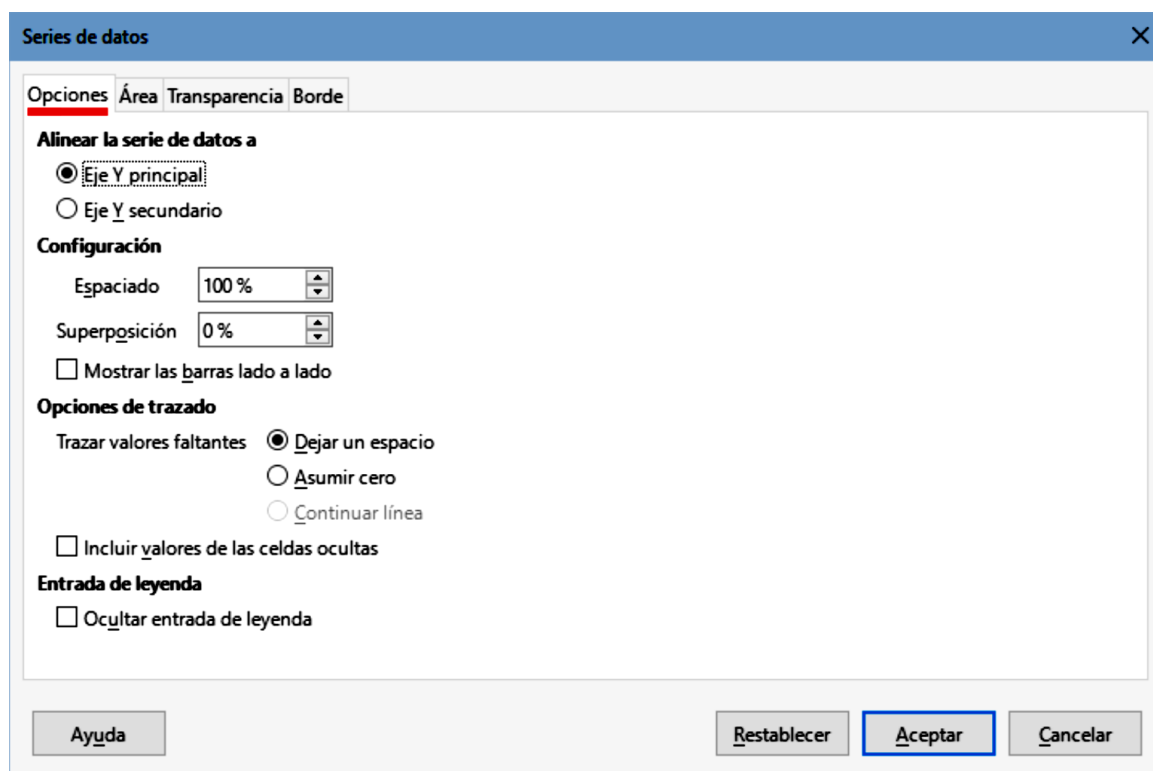 Series de datos
Opciones Área Transparencia Borde
Alinear la serie de datos a
Eje Y principal
Eje Y secundario
Configuración
Espaciado 100 %
Superposición 0 %
Mostrar las barras lado a lado
Opciones de trazado
Trazar valores faltantes Dejar un espacio
Asumir cero
Continuar línea
Incluir valores de las celdas ocultas
Entrada de leyenda
Ocultar entrada de leyenda
Ayuda Restablecer Aceptar Cancelar